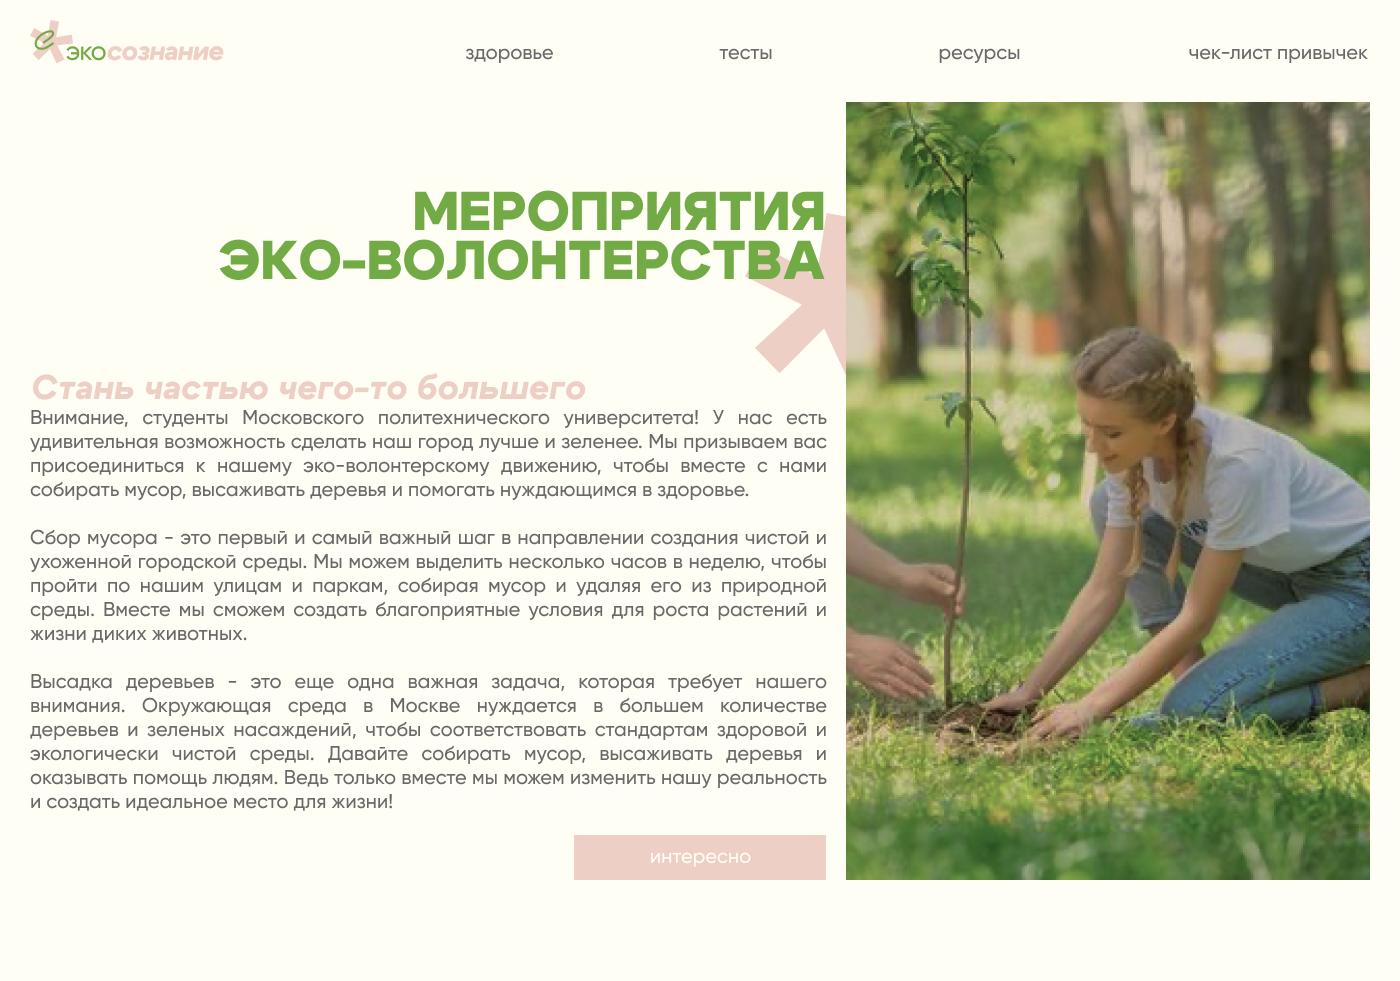 экосознание
здоровье
тесты
ресурсы
чек-лист привычек
МЕРОПРИЯТИЯ
ЭКО-ВОЛОНТЕРСТВА
Стань частью чего-то большего
Внимание, студенты Московского политехнического университета! У нас есть
удивительная возможность сделать наш город лучше и зеленее. Мы призываем вас
присоединиться к нашему эко-волонтерскому движению, чтобы вместе с нами
собирать мусор, высаживать деревья и помогать нуждающимся в здоровье.
Сбор мусора - это первый и самый важный шаг в направлении создания чистой и
ухоженной городской среды. Мы можем выделить несколько часов в неделю, чтобы
пройти по нашим улицам и паркам, собирая мусор и удаляя его из природной
среды. Вместе мы сможем создать благоприятные условия для роста растений и
жизни диких животных.
Высадка деревьев - это еще одна важная задача, которая требует нашего
внимания. Окружающая среда в Москве нуждается в большем количестве
деревьев и зеленых насаждений, чтобы соответствовать стандартам здоровой и
экологически чистой среды. Давайте собирать мусор, высаживать деревья и
оказывать помощь людям. Ведь только вместе мы можем изменить нашу реальность
и создать идеальное место для жизни!
интересно